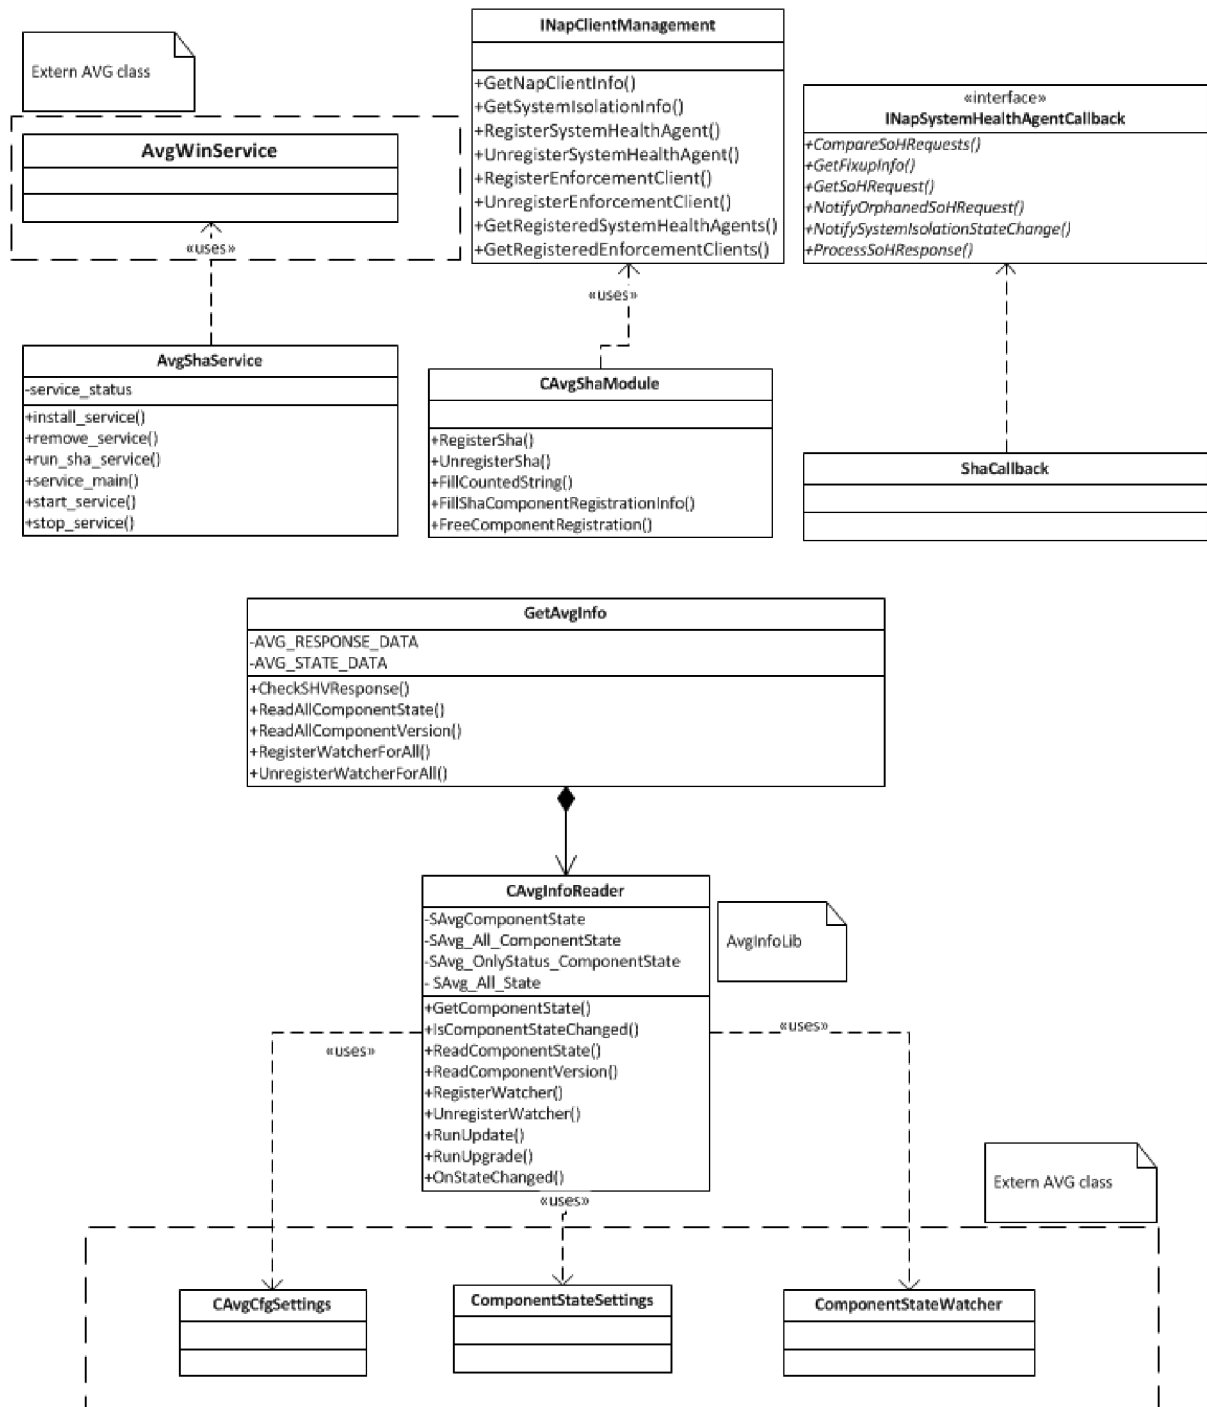 Extern AVG class
AvgWinService
«uses»
AvgShaService
-service_status
+install_service()
+remove_service()
+run_sha_service()
+service_main()
+start_service()
+stop_service()
INapClientManagement
+GetNapClientInfo()
+GetSystemIsolationInfo()
+RegisterSystemHealthAgent()
+UnregisterSystemHealthAgent()
+RegisterEnforcementClient()
+UnregisterEnforcementClient()
+GetRegisteredSystemHealthAgents()
+GetRegisteredEnforcementClients()
«uses»
CAvgShaModule
+RegisterSha()
+UnregisterSha()
+FillCountedString()
+FillShaComponentRegistrationInfo()
+FreeComponentRegistration()
«interface»
INapSystemHealthAgentCallback
+CompareSoHRequests()
+GetFixupInfo()
+GetSoHRequest()
+NotifyOrphanedSoHRequest()
+NotifySystemIsolationStateChange()
+ProcessSoHResponse()
ShaCallback
GetAvgInfo
-AVG_RESPONSE_DATA
-AVG_STATE_DATA
+CheckSHVResponse()
+ReadAllComponentState()
+ReadAllComponentVersion()
+RegisterWatcherForAll()
+UnregisterWatcherForAll()
CAvgInfoReader
-SAvgComponentState
-SAvg_All_ComponentState
-SAvg_OnlyStatus_ComponentState
- SAvg_All_State
+GetComponentState()
+IsComponentStateChanged()
+ReadComponentState()
+ReadComponentVersion()
+RegisterWatcher()
+UnregisterWatcher()
+RunUpdate()
+RunUpgrade()
+OnStateChanged()
AvgInfoLib
«uses»
«uses»
«uses»
Extern AVG class
CAvgCfgSettings
ComponentStateSettings
ComponentStateWatcher